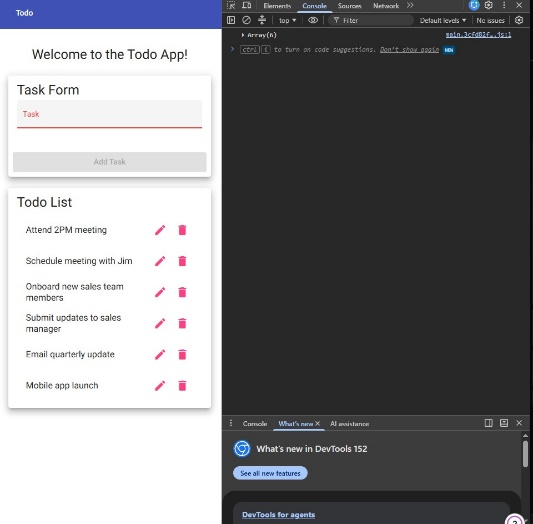 Todo
Welcome to the Todo App!
Task Form
Task
Add Task
Todo List
Attend 2PM meeting
Schedule meeting with Jim
Onboard new sales team
members
Submit updates to sales
manager
Email quarterly update
Mobile app launch
Elements Console Sources Network
top Filter Default levels No issues
Array(6) main.3cfd82f….js:1
ctrl i to turn on code suggestions. Don't show again NEW
Console What's new AI assistance
What's new in DevTools 152
See all new features
DevTools for agents